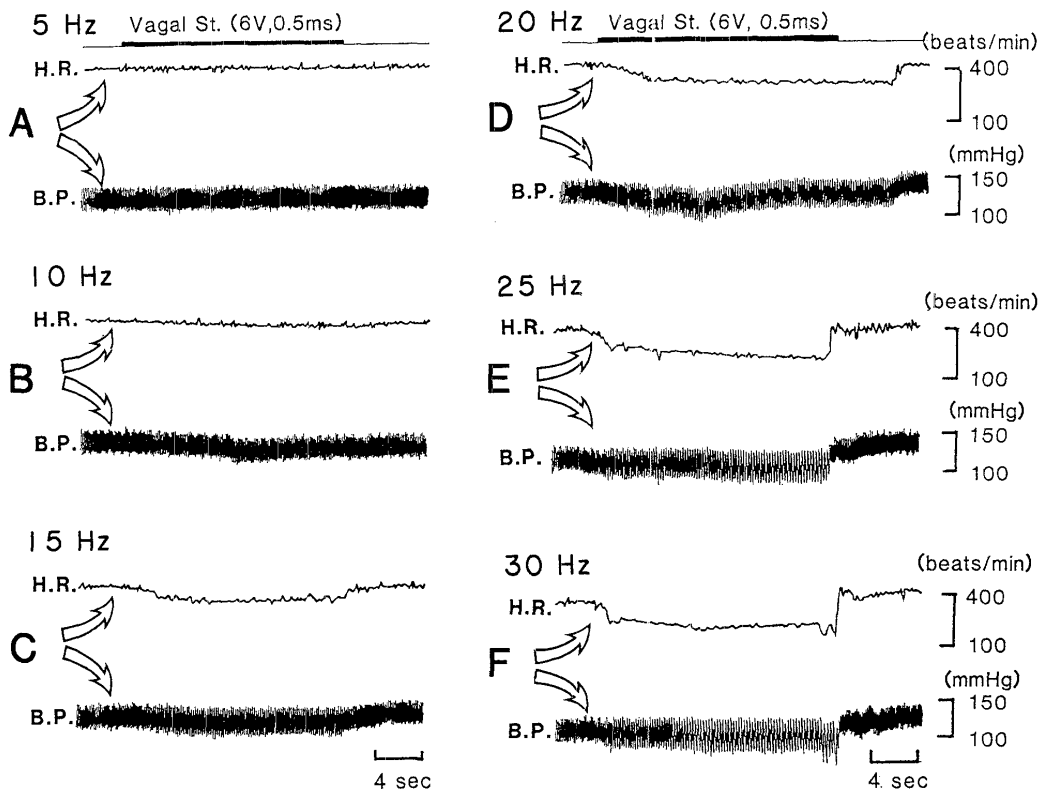 5 Hz
Vagal St. (6V,0.5ms)
H.R.
A
B.P.
10 Hz
H.R.
B
B.P.
15 Hz
H.R.
C
B.P.
4 sec
20 Hz
Vagal St. (6V, 0.5ms)
(beats/min)
H.R.
400
100
D
(mmHg)
150
B.P.
100
25 Hz
(beats/min)
H.R.
400
100
E
(mmHg)
150
B.P.
100
30 Hz
(beats/min)
H.R.
400
100
F
(mmHg)
150
B.P.
100
4 sec